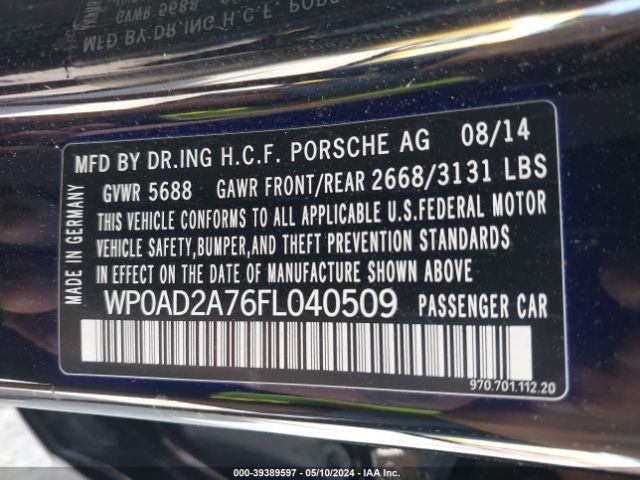 MFD BY DR.ING H.C.F. PORSCHE AG 08/14
GVWR 5688 GAWR FRONT/REAR 2668/3131 LBS
THIS VEHICLE CONFORMS TO ALL APPLICABLE U.S.FEDERAL MOTOR
VEHICLE SAFETY,BUMPER,AND THEFT PREVENTION STANDARDS
IN EFFECT ON THE DATE OF MANUFACTURE SHOWN ABOVE
WP0AD2A76FL040509 PASSENGER CAR
MADE IN GERMANY
970.701.112.20
000-39389597 - 05/10/2024 - IAA Inc.